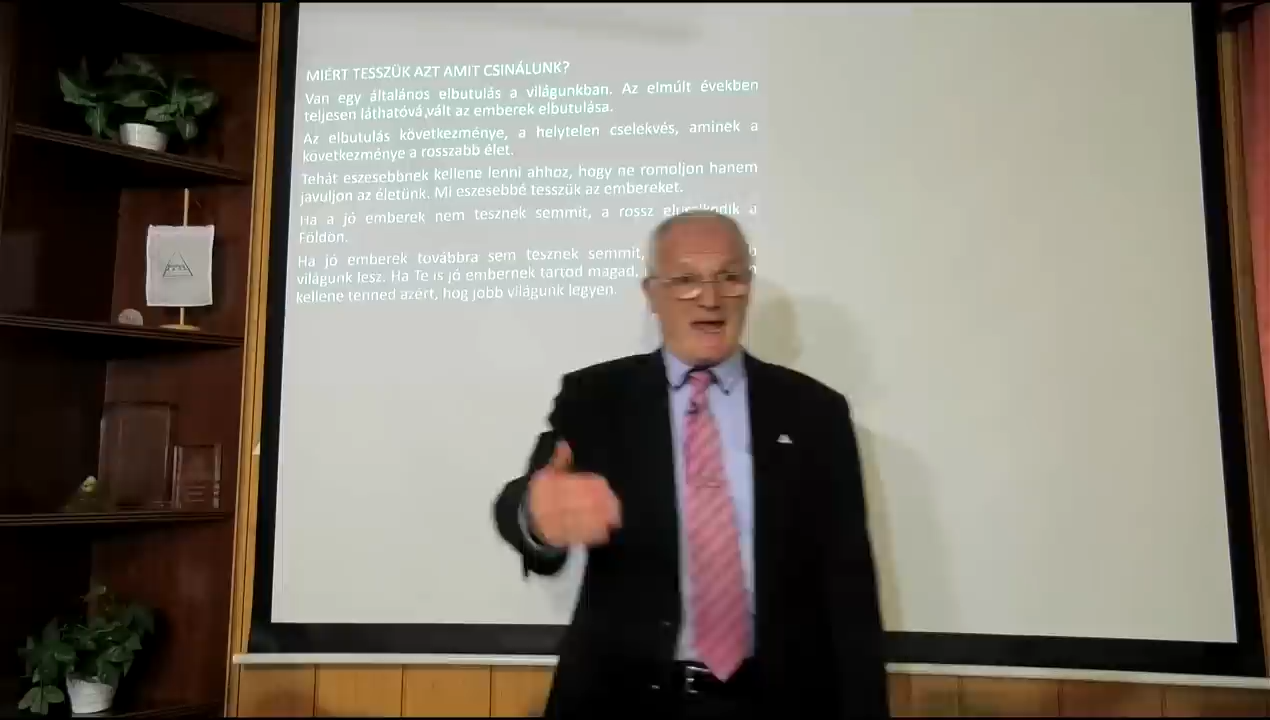 MIÉRT TESSZÜK AZT AMIT CSINÁLUNK?
Van egy általános elbutulás a világunkban. Az elmúlt években
teljesen láthatóvá,vált az emberek elbutulása.
Az elbutulás következménye, a helytelen cselekvés, aminek a
következménye a rosszabb élet.
Tehát eszesebbnek kellene lenni ahhoz, hogy ne romoljon hanem
javuljon az életünk. Mi eszesebbé tesszük az embereket.
Ha a jó emberek nem tesznek semmit, a rossz eluralkodik a
Földön.
Ha jó emberek továbbra sem tesznek semmit,
világunk lesz. Ha Te is jó embernek tartod magad,
kellene tenned azért, hog jobb világunk legyen.